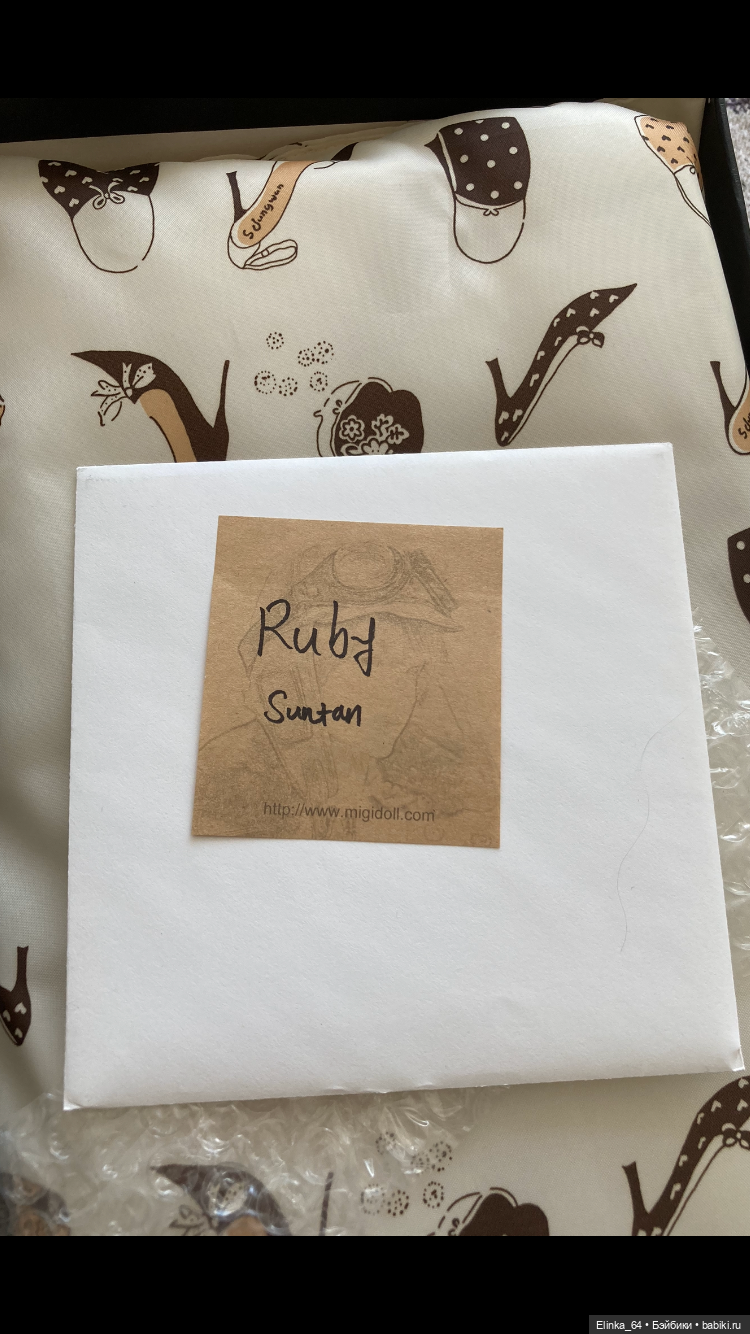 Ruby
Suntan
http://www.migidoll.com
Elinka_64 • Бэйбики • babiki.ru